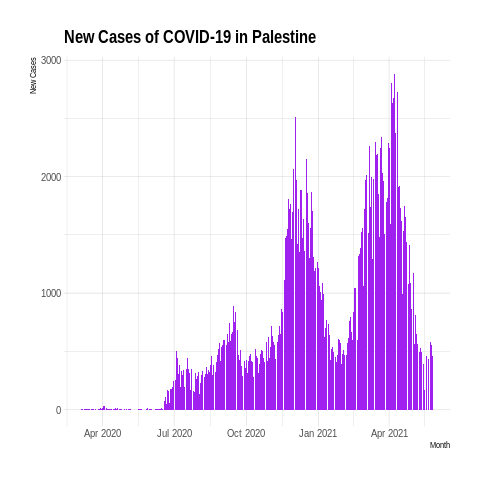 New Cases of COVID-19 in Palestine
New Cases
3000
2000
1000
0
Apr 2020 Jul 2020 Oct 2020 Jan 2021 Apr 2021
Month